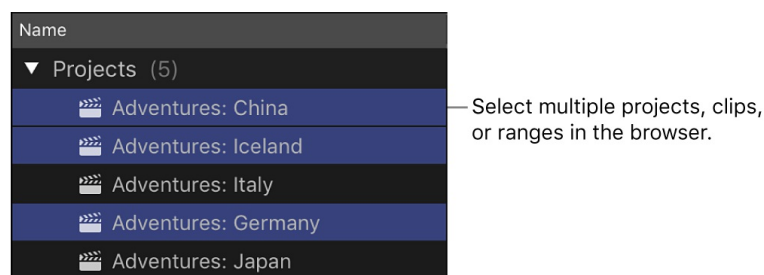 Name
Projects (5)
Adventures: China
Adventures: Iceland
Adventures: Italy
Adventures: Germany
Adventures: Japan
Select multiple projects, clips,
or ranges in the browser.